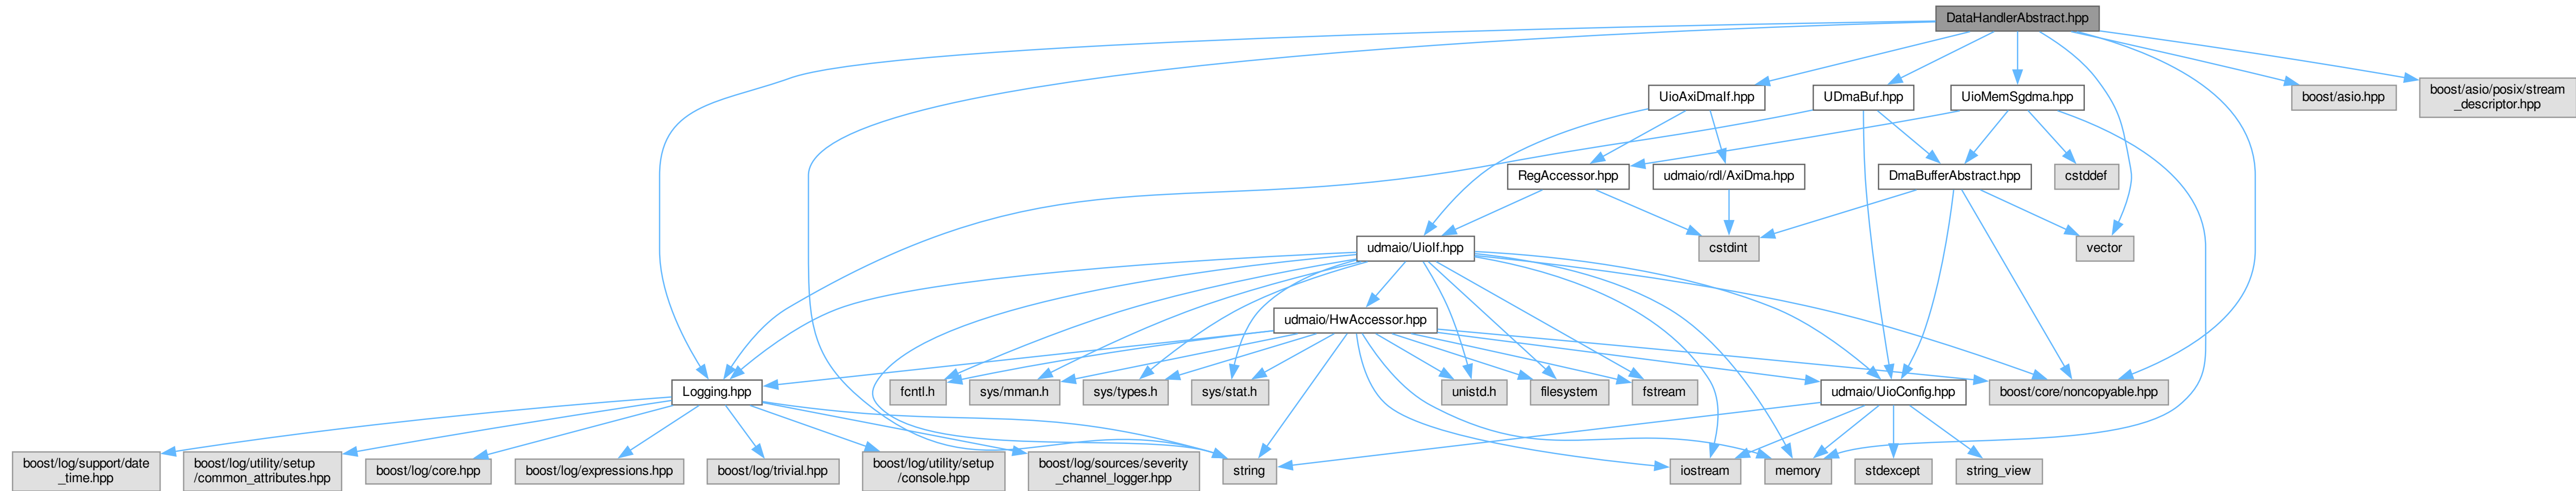 DataHandlerAbstract.hpp
UioAxiDmaIf.hpp
UDmaBuf.hpp
UioMemSgdma.hpp
boost/asio.hpp
boost/asio/posix/stream
_descriptor.hpp
RegAccessor.hpp
udmaio/rdl/AxiDma.hpp
DmaBufferAbstract.hpp
cstddef
udmaio/UioIf.hpp
cstdint
vector
udmaio/HwAccessor.hpp
Logging.hpp
fcntl.h
sys/mman.h
sys/types.h
sys/stat.h
unistd.h
filesystem
fstream
udmaio/UioConfig.hpp
boost/core/noncopyable.hpp
boost/log/support/date
_time.hpp
boost/log/utility/setup
/common_attributes.hpp
boost/log/core.hpp
boost/log/expressions.hpp
boost/log/trivial.hpp
boost/log/utility/setup
/console.hpp
boost/log/sources/severity
_channel_logger.hpp
string
iostream
memory
stdexcept
string_view